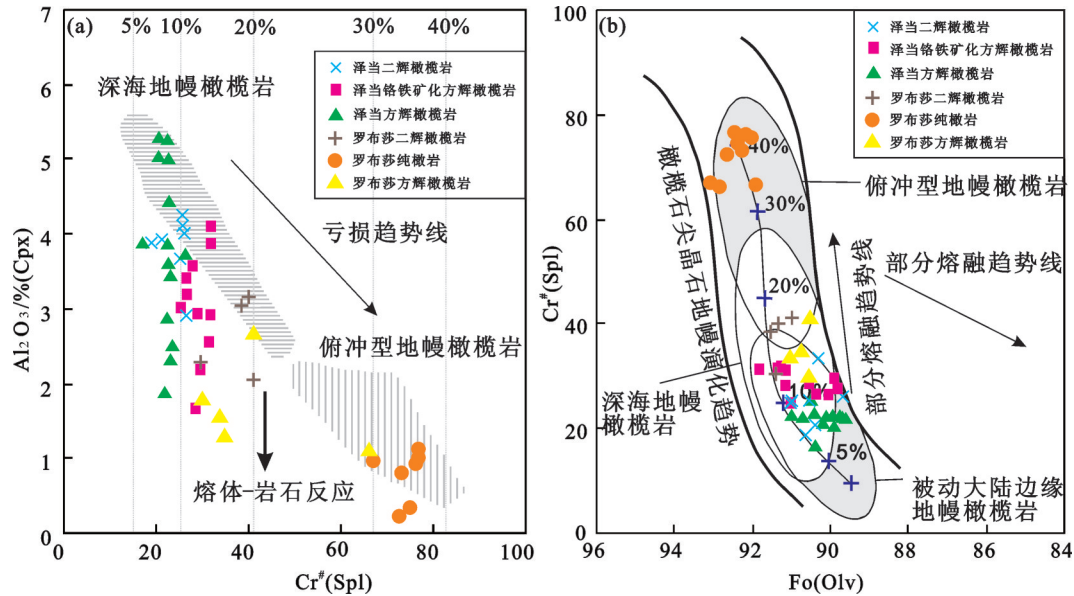 (a)
5% 10% 20% 30% 40%
深海地幔橄榄岩
泽当二辉橄榄岩
泽当铬铁矿化方辉橄榄岩
泽当方辉橄榄岩
罗布莎二辉橄榄岩
罗布莎纯橄岩
罗布莎方辉橄榄岩
亏损趋势线
俯冲型地幔橄榄岩
熔体-岩石反应
Al2O3/%(Cpx)
6
5
4
3
2
1
0
0 20 40 60 80 100
Cr#(Spl)
(b)
泽当二辉橄榄岩
泽当铬铁矿化方辉橄榄岩
泽当方辉橄榄岩
罗布莎二辉橄榄岩
罗布莎纯橄岩
罗布莎方辉橄榄岩
40%
30%
20%
10%
5%
俯冲型地幔橄榄岩
橄榄石尖晶石地幔演化趋势
部分熔融趋势线
部分熔融趋势线
深海地幔
橄榄岩
被动大陆边缘
地幔橄榄岩
Cr#(Spl)
100
80
60
40
20
0
96 94 92 90 86 84
Fo(Olv)